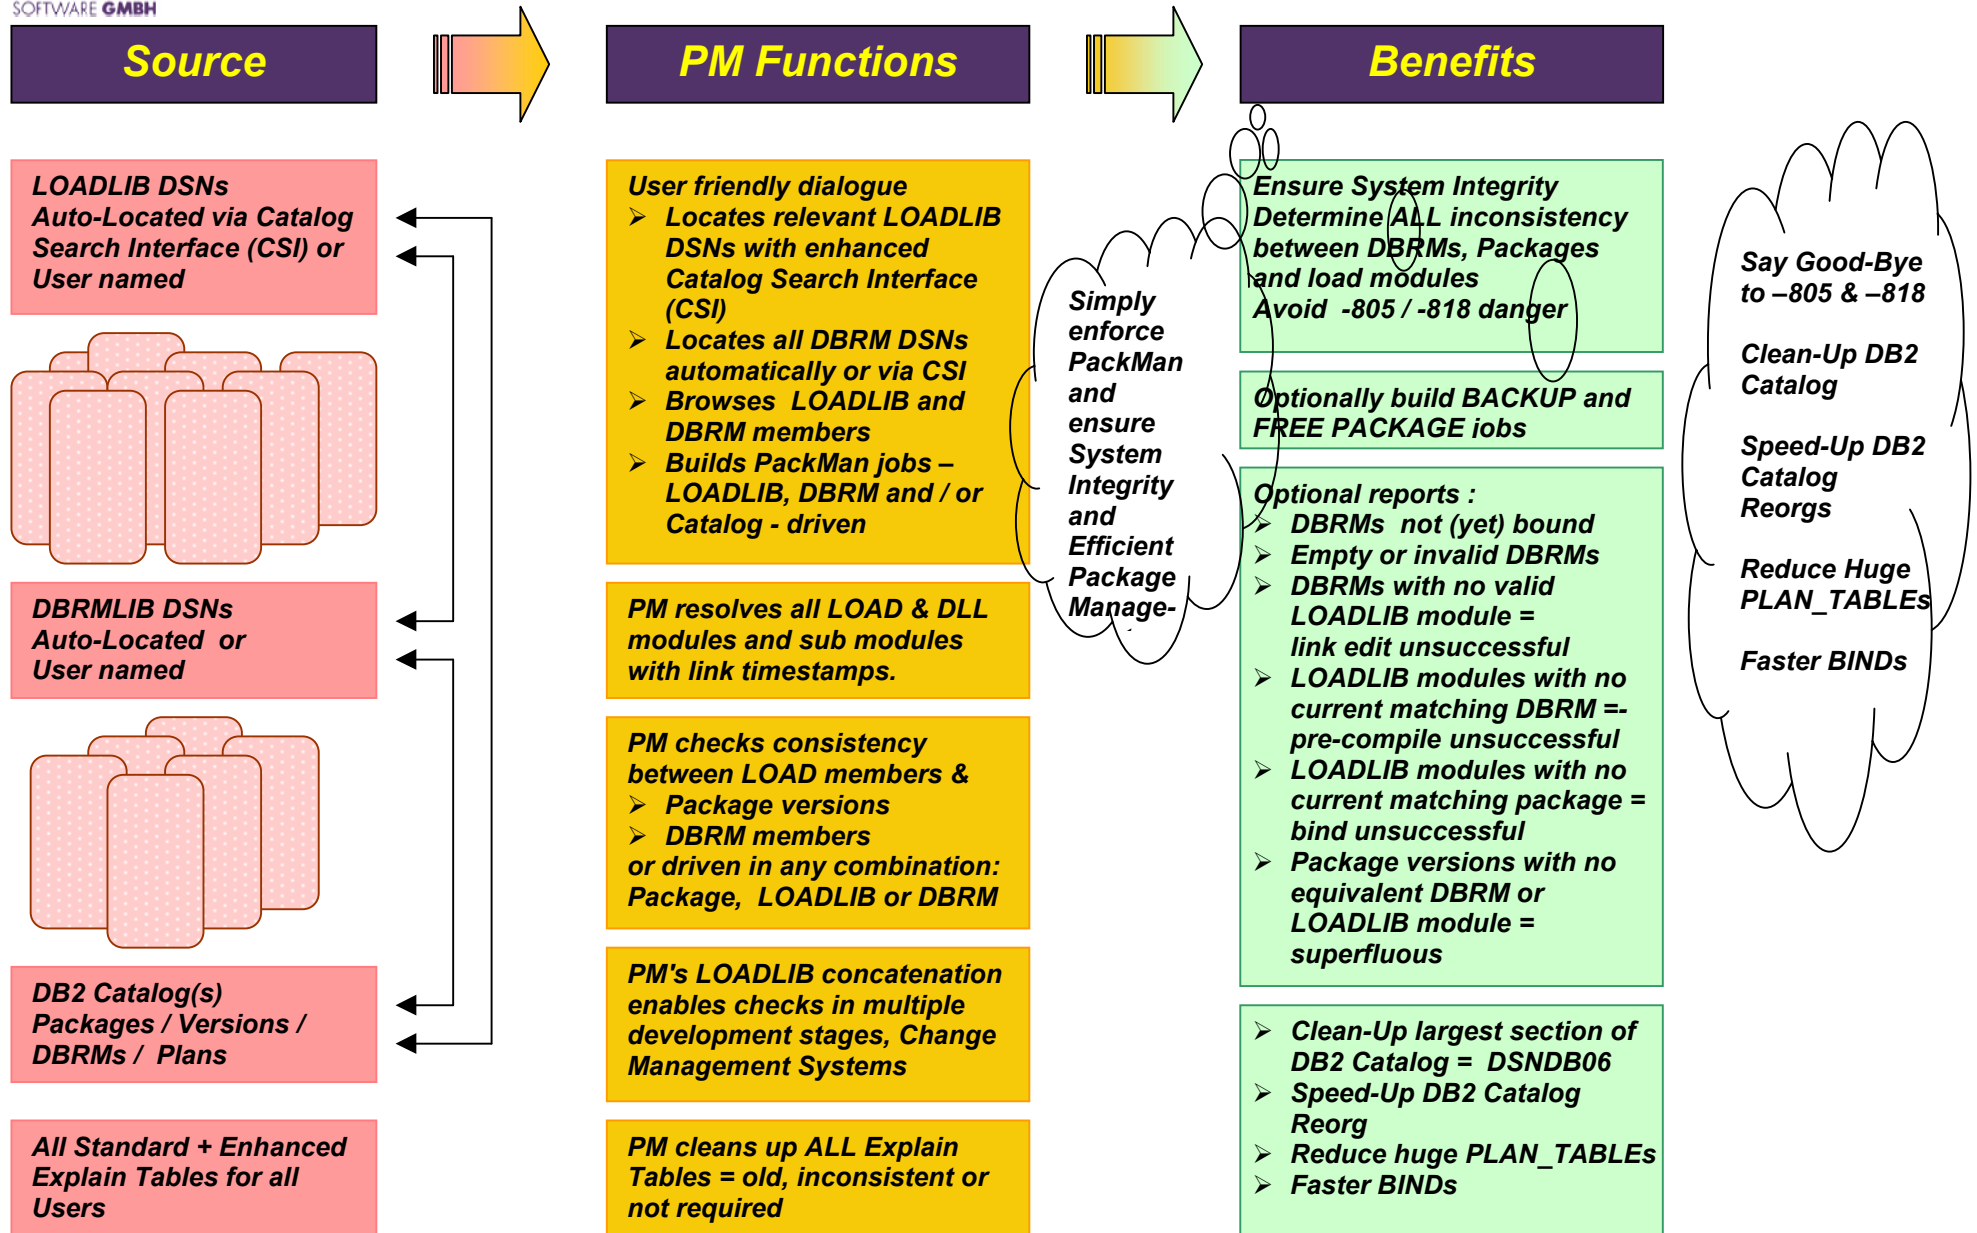 SOFTWARE GMBH
Source
PM Functions
Benefits
LOADLIB DSNs
Auto-Located via Catalog
Search Interface (CSI) or
User named
DBRMLIB DSNs
Auto-Located or
User named
DB2 Catalog(s)
Packages / Versions /
DBRMs / Plans
All Standard + Enhanced
Explain Tables for all
Users
User friendly dialogue
➢ Locates relevant LOADLIB
DSNs with enhanced
Catalog Search Interface
(CSI)
➢ Locates all DBRM DSNs
automatically or via CSI
➢ Browses LOADLIB and
DBRM members
➢ Builds PackMan jobs –
LOADLIB, DBRM and / or
Catalog - driven
PM resolves all LOAD & DLL
modules and sub modules
with link timestamps.
PM checks consistency
between LOAD members &
➢ Package versions
➢ DBRM members
or driven in any combination:
Package, LOADLIB or DBRM
PM's LOADLIB concatenation
enables checks in multiple
development stages, Change
Management Systems
PM cleans up ALL Explain
Tables = old, inconsistent or
not required
Simply
enforce
PackMan
and
ensure
System
Integrity
and
Efficient
Package
Manage-
Ensure System Integrity
Determine ALL inconsistency
between DBRMs, Packages
and load modules
Avoid -805 / -818 danger
Optionally build BACKUP and
FREE PACKAGE jobs
Optional reports :
➢ DBRMs not (yet) bound
➢ Empty or invalid DBRMs
➢ DBRMs with no valid
LOADLIB module =
link edit unsuccessful
➢ LOADLIB modules with no
current matching DBRM =-
pre-compile unsuccessful
➢ LOADLIB modules with no
current matching package =
bind unsuccessful
➢ Package versions with no
equivalent DBRM or
LOADLIB module =
superfluous
➢ Clean-Up largest section of
DB2 Catalog = DSNDB06
➢ Speed-Up DB2 Catalog
Reorg
➢ Reduce huge PLAN_TABLEs
➢ Faster BINDs
Say Good-Bye
to –805 & –818
Clean-Up DB2
Catalog
Speed-Up DB2
Catalog
Reorgs
Reduce Huge
PLAN_TABLEs
Faster BINDs